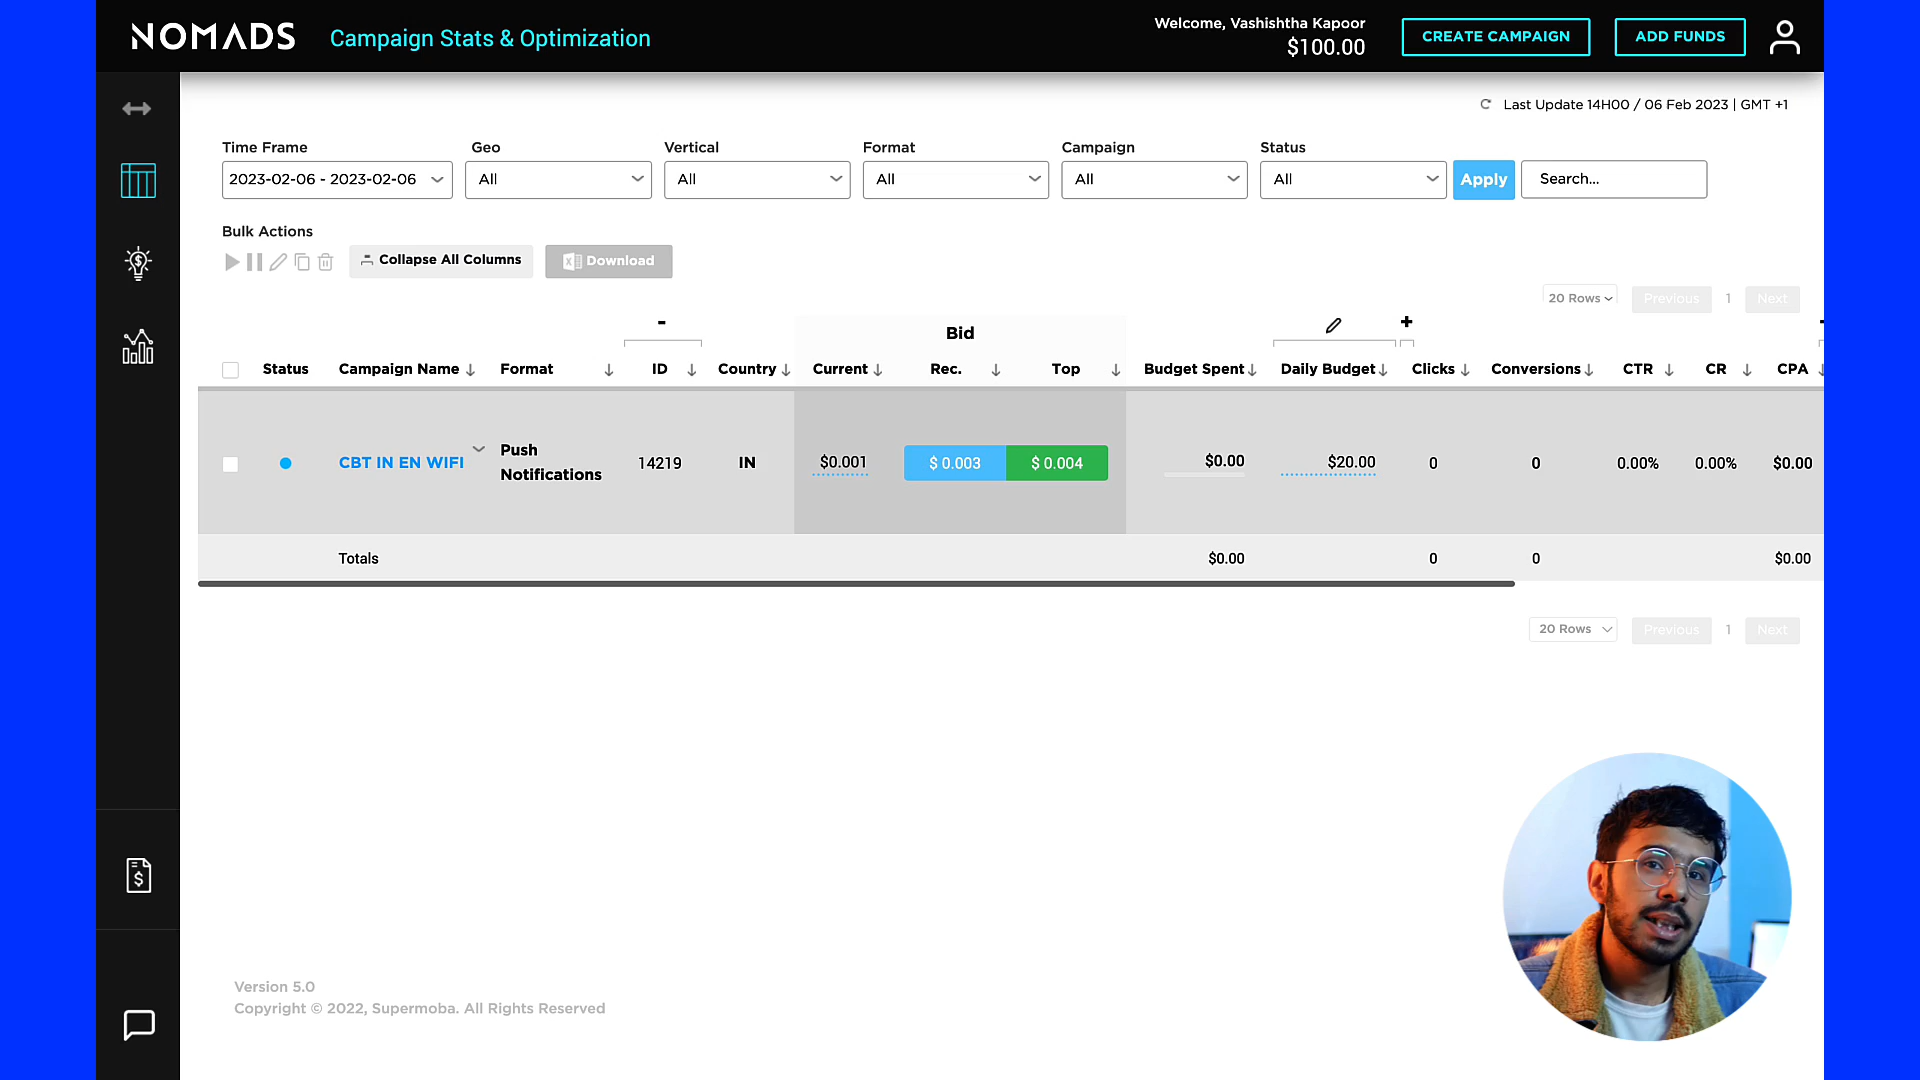 NOMADS
Campaign Stats & Optimization
Welcome, Vashishtha Kapoor
$100.00
CREATE CAMPAIGN
ADD FUNDS
Last Update 14H00 / 06 Feb 2023 | GMT +1
Time Frame
Geo
Vertical
Format
Campaign
Status
2023-02-06 - 2023-02-06
All
All
All
All
All
Apply
Search...
Bulk Actions
Collapse All Columns
Download
20 Rows
Previous
1
Next
-
+
Bid
Status
Campaign Name
Format
ID
Country
Current
Rec.
Top
Budget Spent
Daily Budget
Clicks
Conversions
CTR
CR
CPA
CBT IN EN WIFI
Push
Notifications
14219
IN
$0.001
$ 0.003
$ 0.004
$0.00
$20.00
0
0
0.00%
0.00%
$0.00
Totals
$0.00
0
0
$0.00
20 Rows
Previous
1
Next
Version 5.0
Copyright © 2022, Supermoba. All Rights Reserved